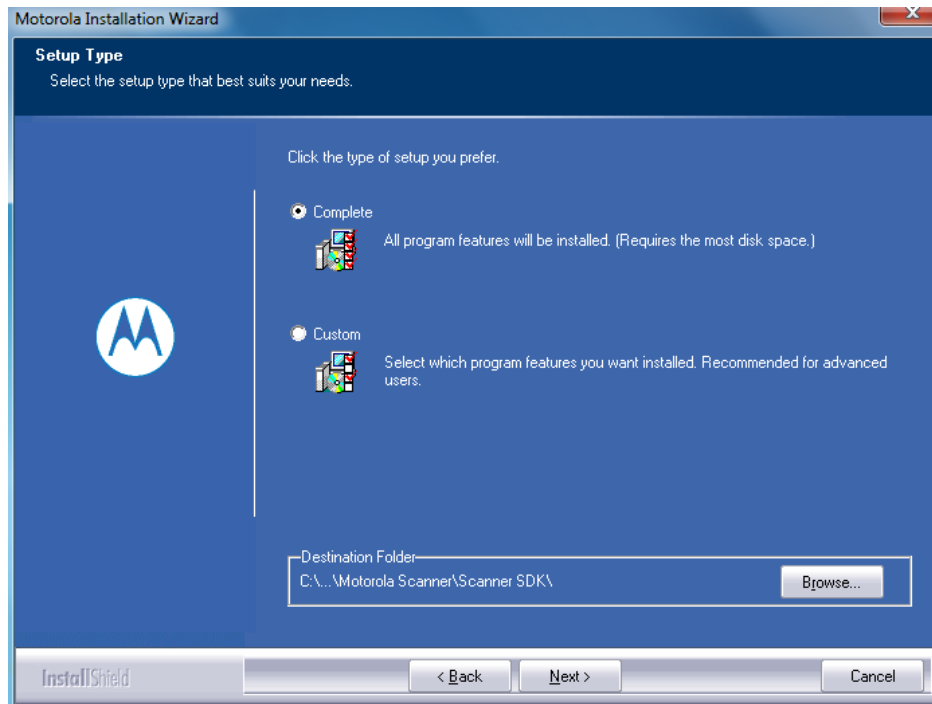 Motorola Installation Wizard
Setup Type
Select the setup type that best suits your needs.
Click the type of setup you prefer.
Complete
All program features will be installed. (Requires the most disk space.)
Custom
Select which program features you want installed. Recommended for advanced
users.
Destination Folder
C:\...\Motorola Scanner\Scanner SDK\
Browse...
InstallShield
< Back
Next >
Cancel